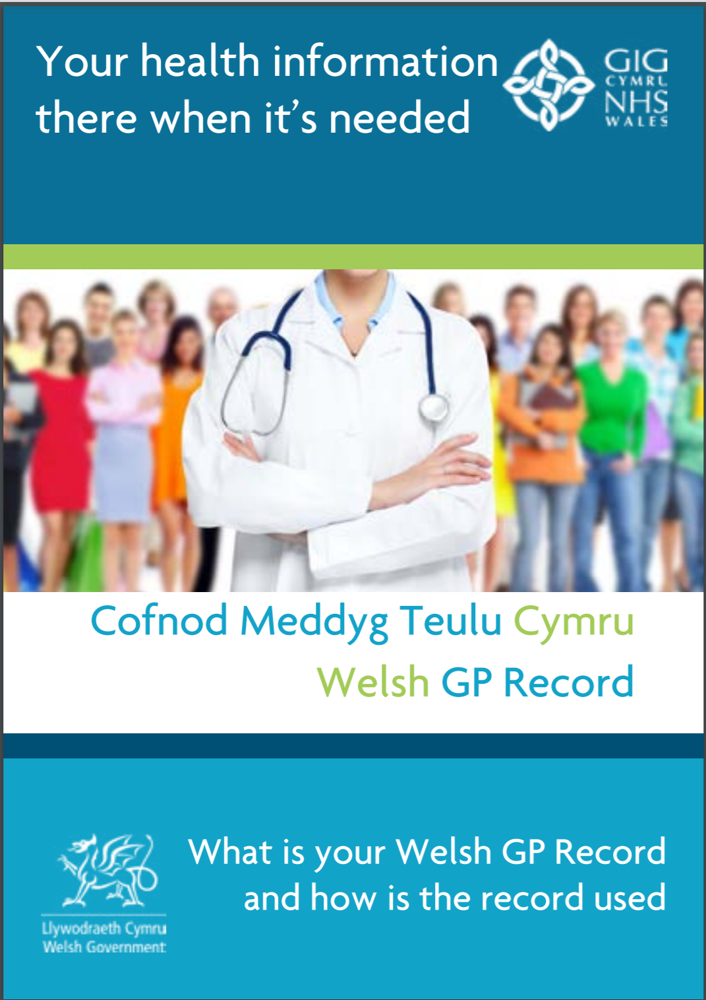 Your health information
there when it's needed
GIG
CYMRU
NHS
WALES
Cofnod Meddyg Teulu Cymru
Welsh GP Record
What is your Welsh GP Record
and how is the record used
Llywodraeth Cymru
Welsh Government